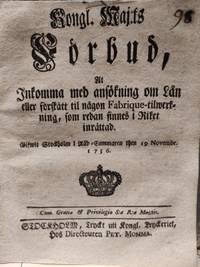 98
Kongl. Maj:ts
Förbud,
At
Inkomma med ansökning om Lån
eller förskått til någon Fabrique-tilwerk-
ning, som redan finnes i Riket
inrättad.
Gifwit Stockholm i Råd-Cammaren then 19 Novembr.
1756.
Cum Gratia & Privilegio S:æ R:æ Maj:tis.
STOCKHOLM, Tryckt uti Kongl. Tryckeriet,
Hos Directeuren PET. MOMMA.